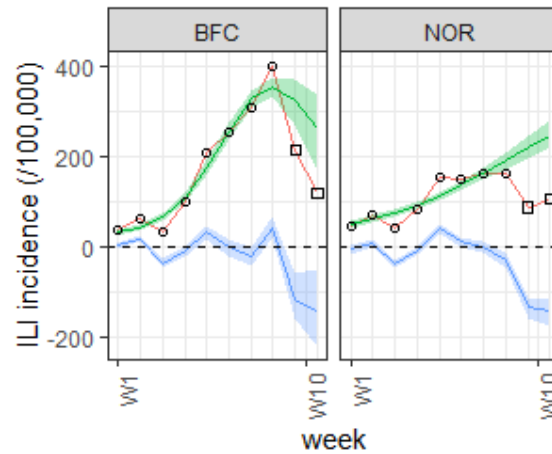 BFC NOR
ILI incidence (/100,000)
400
200
0
-200
W1 W10 W1 W10
week